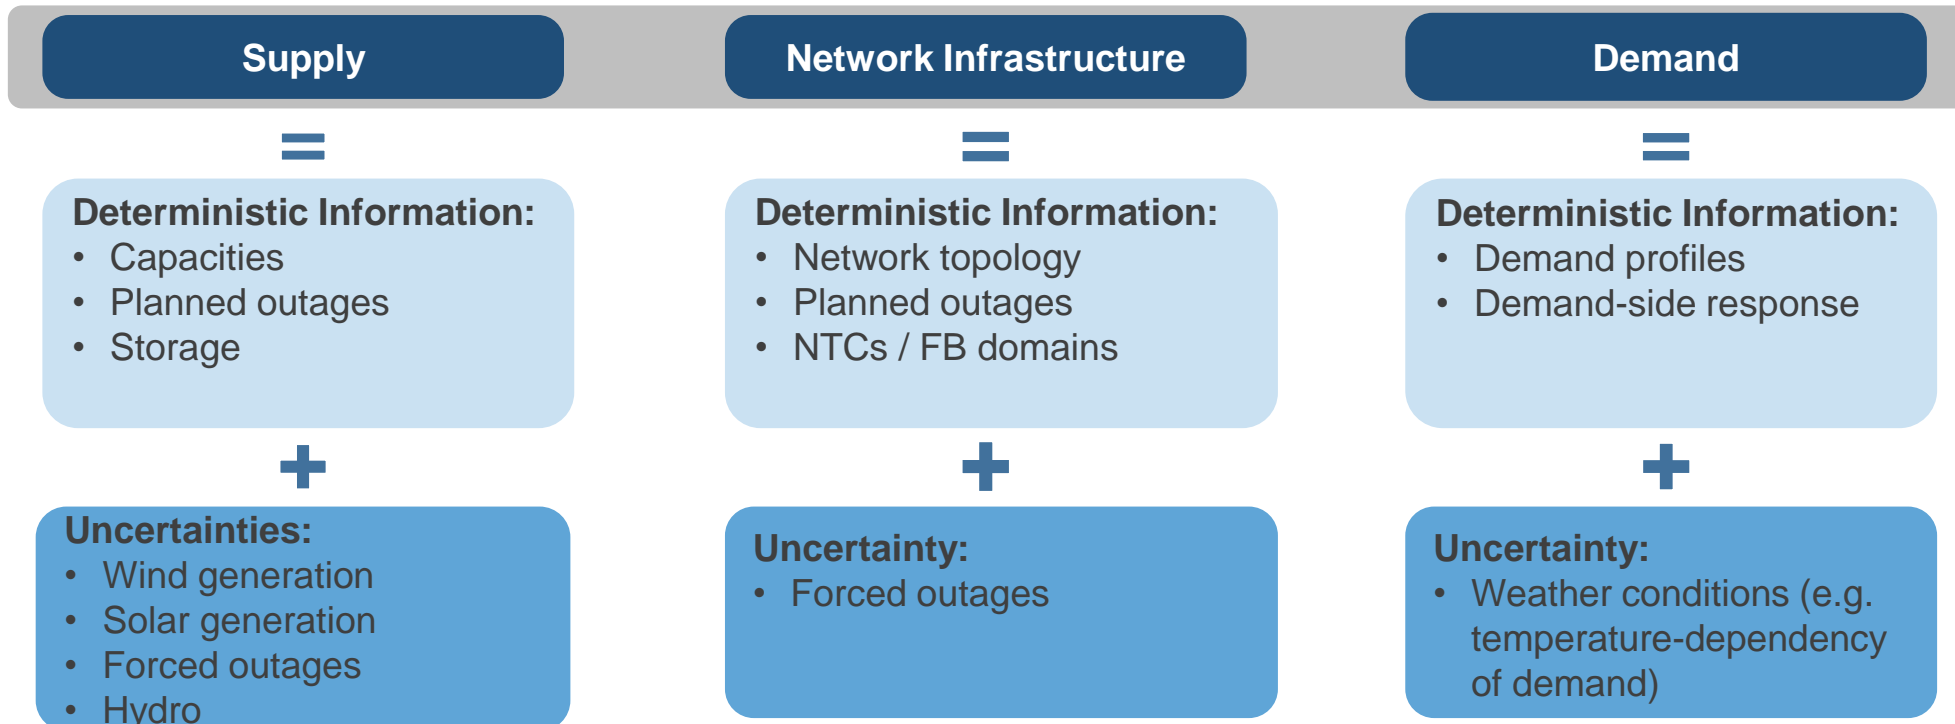 Supply
Network Infrastructure
Demand
=
=
=
Deterministic Information:
• Capacities
• Planned outages
• Storage
Deterministic Information:
• Network topology
• Planned outages
• NTCs / FB domains
Deterministic Information:
• Demand profiles
• Demand-side response
+
+
+
Uncertainties:
• Wind generation
• Solar generation
• Forced outages
• Hydro
Uncertainty:
• Forced outages
Uncertainty:
• Weather conditions (e.g.
temperature-dependency
of demand)